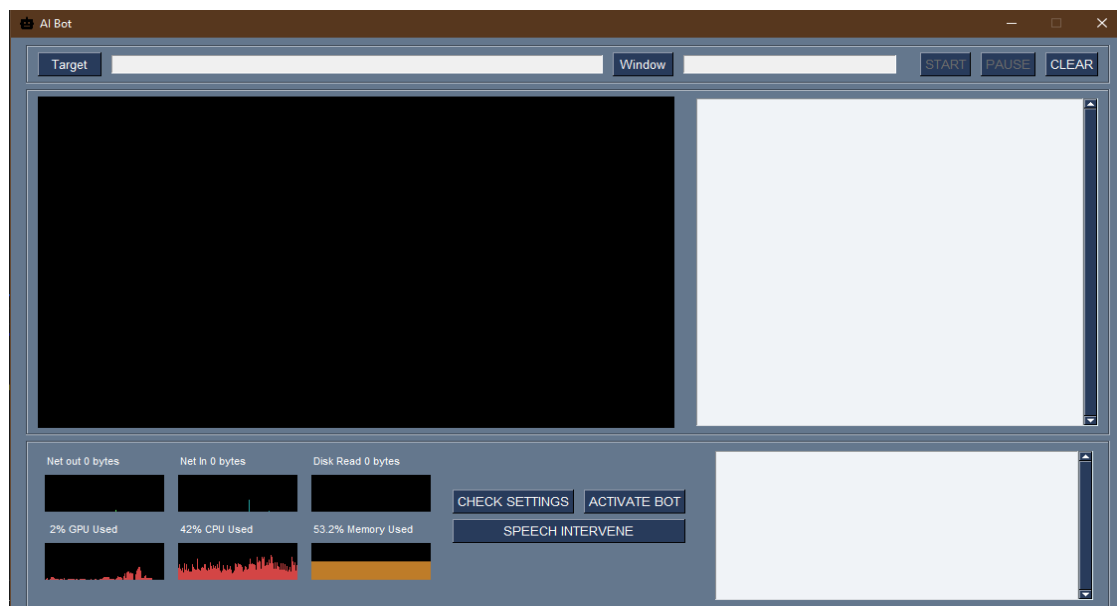 AI Bot
Target Window START PAUSE CLEAR
Net out 0 bytes Net In 0 bytes Disk Read 0 bytes
CHECK SETTINGS ACTIVATE BOT
2% GPU Used 42% CPU Used 53.2% Memory Used
SPEECH INTERVENE